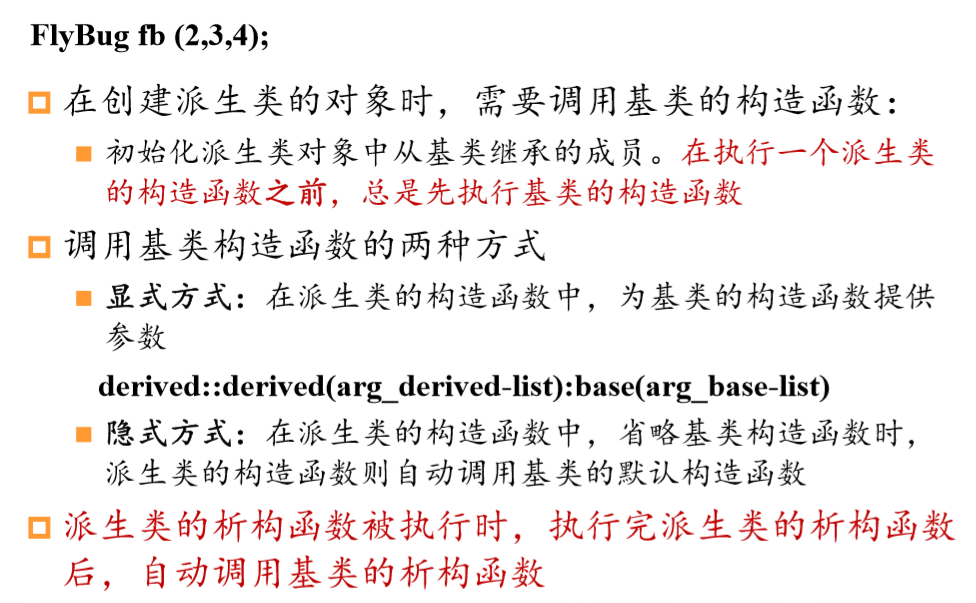 FlyBug fb (2,3,4);
在创建派生类的对象时，需要调用基类的构造函数：
初始化派生类对象中从基类继承的成员。在执行一个派生类
的构造函数之前，总是先执行基类的构造函数
调用基类构造函数的两种方式
显式方式：在派生类的构造函数中，为基类的构造函数提供
参数
derived::derived(arg_derived-list):base(arg_base-list)
隐式方式：在派生类的构造函数中，省略基类构造函数时，
派生类的构造函数则自动调用基类的默认构造函数
派生类的析构函数被执行时，执行完派生类的析构函数
后，自动调用基类的析构函数